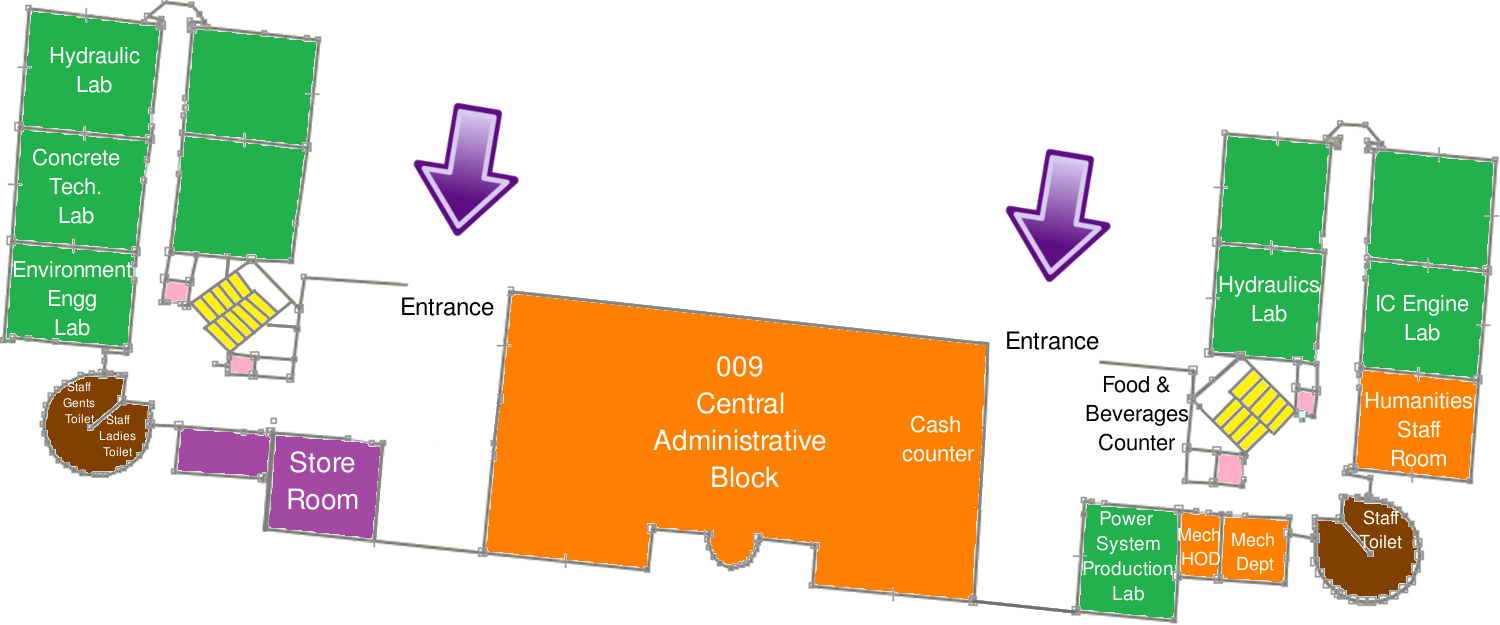 Hydraulic
Lab
Concrete
Tech.
Lab
Environment
Engg
Lab
Staff
Gents
Toilet
Staff
Ladies
Toilet
Store
Room
Entrance
009
Central
Administrative
Block
Cash
counter
Entrance
Food &
Beverages
Counter
Hydraulics
Lab
IC Engine
Lab
Humanities
Staff
Room
Power
System
Production
Lab
Mech
HOD
Mech
Dept
Staff
Toilet